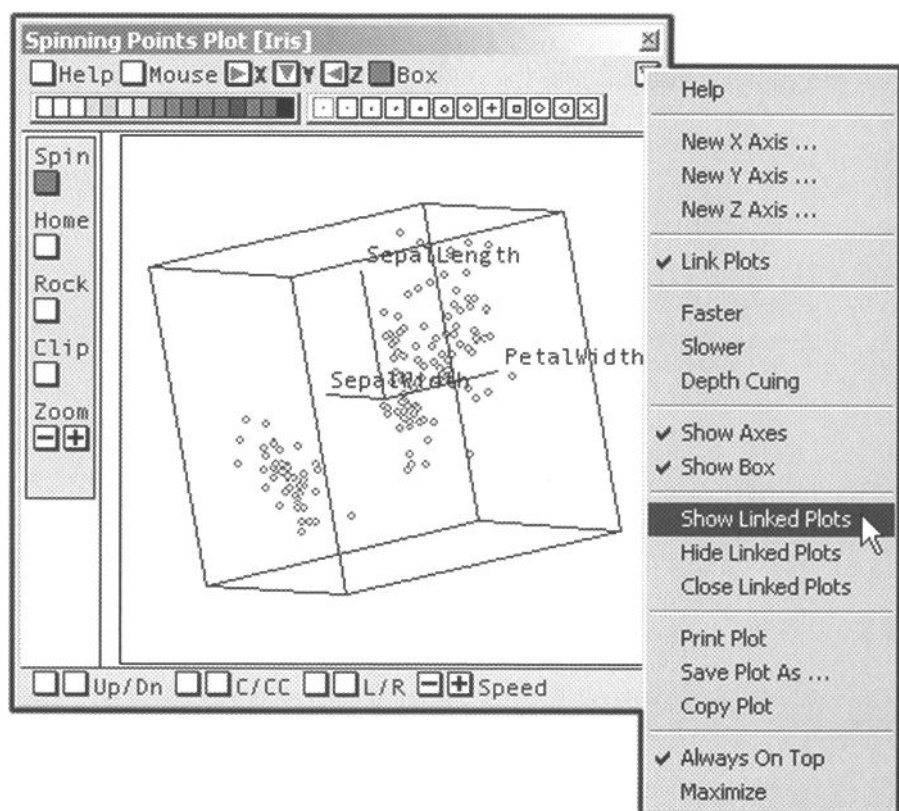 Spinning Points Plot [Iris]
Help Mouse X Y Z Box
Spin
Home
Rock
Clip
Zoom
SepalLength
PetalWidth
SepalWidth
Up/Dn C/CC L/R Speed
Help
New X Axis ...
New Y Axis ...
New Z Axis ...
Link Plots
Faster
Slower
Depth Cuing
Show Axes
Show Box
Show Linked Plots
Hide Linked Plots
Close Linked Plots
Print Plot
Save Plot As ...
Copy Plot
Always On Top
Maximize